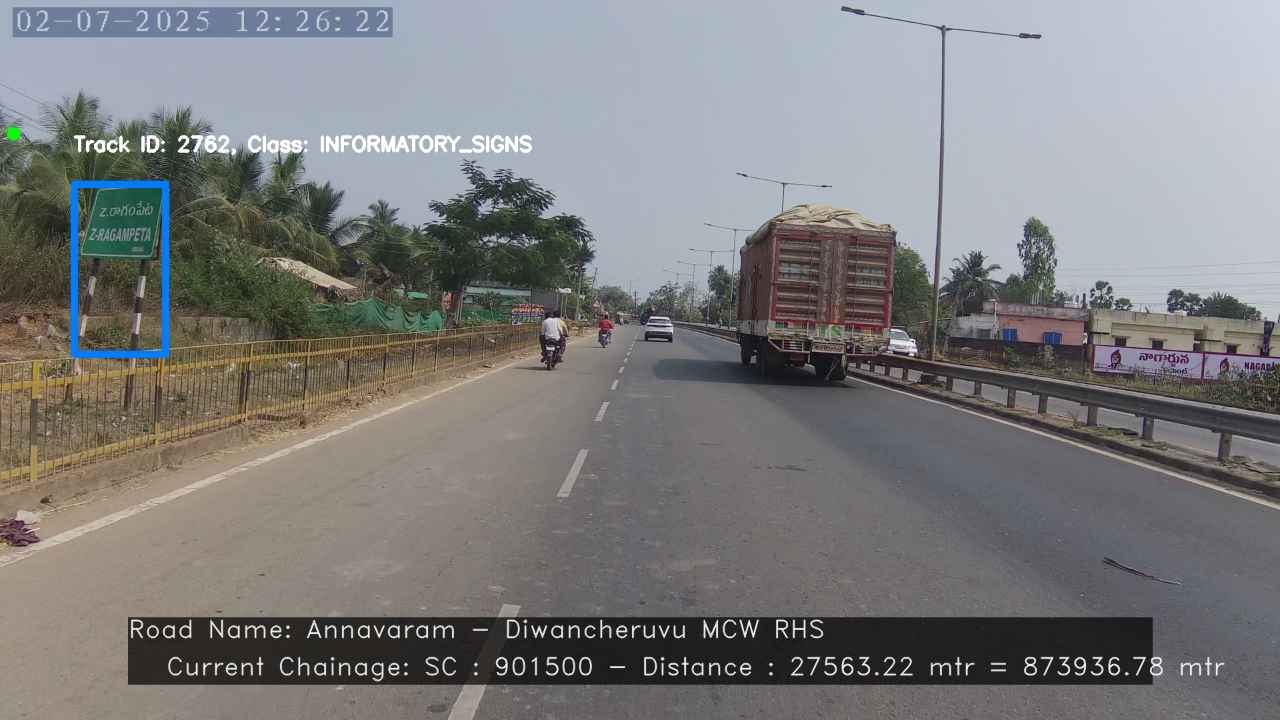 02-07-2025 12:26:22
Track ID: 2762, Class: INFORMATORY_SIGNS
Z.రాగంపేట
Z-RAGAMPETA
నాగార్జున
NAGAR
Road Name: Annavaram - Diwancheruvu MCW RHS
Current Chainage: SC : 901500 - Distance : 27563.22 mtr = 873936.78 mtr